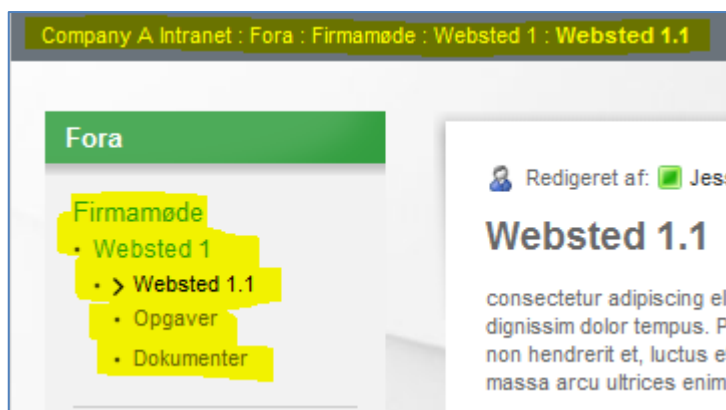 Company A Intranet : Fora : Firmamøde : Websted 1 : Websted 1.1
Fora
Firmamøde
• Websted 1
• > Websted 1.1
• Opgaver
• Dokumenter
Redigeret af:
Websted 1.1
consectetur adipiscing
dignissim dolor tempus.
non hendrerit et, luctus
massa arcu ultrices enim